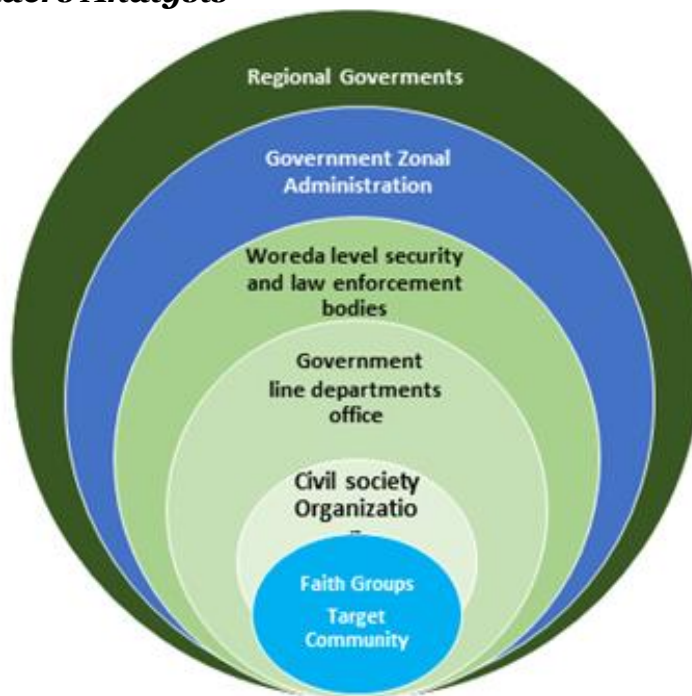 Analysis
Regional Goverments
Government Zonal
Administration
Woreda level security
and law enforcement
bodies
Government
line departments
office
Civil society
Organizatio
Faith Groups
Target
Community